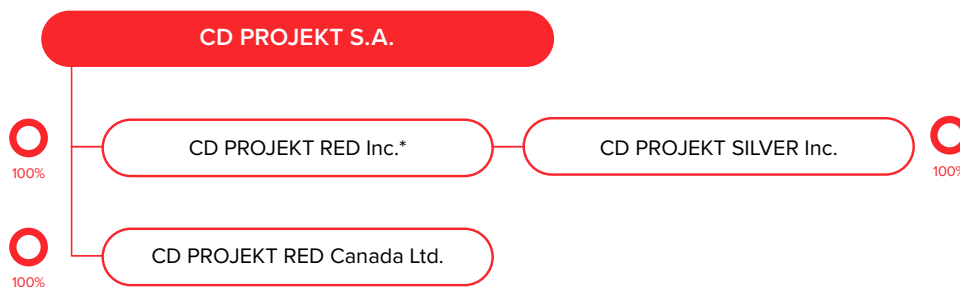 CD PROJEKT S.A.
CD PROJEKT RED Inc.*
CD PROJEKT SILVER Inc.
100%
100%
CD PROJEKT RED Canada Ltd.
100%